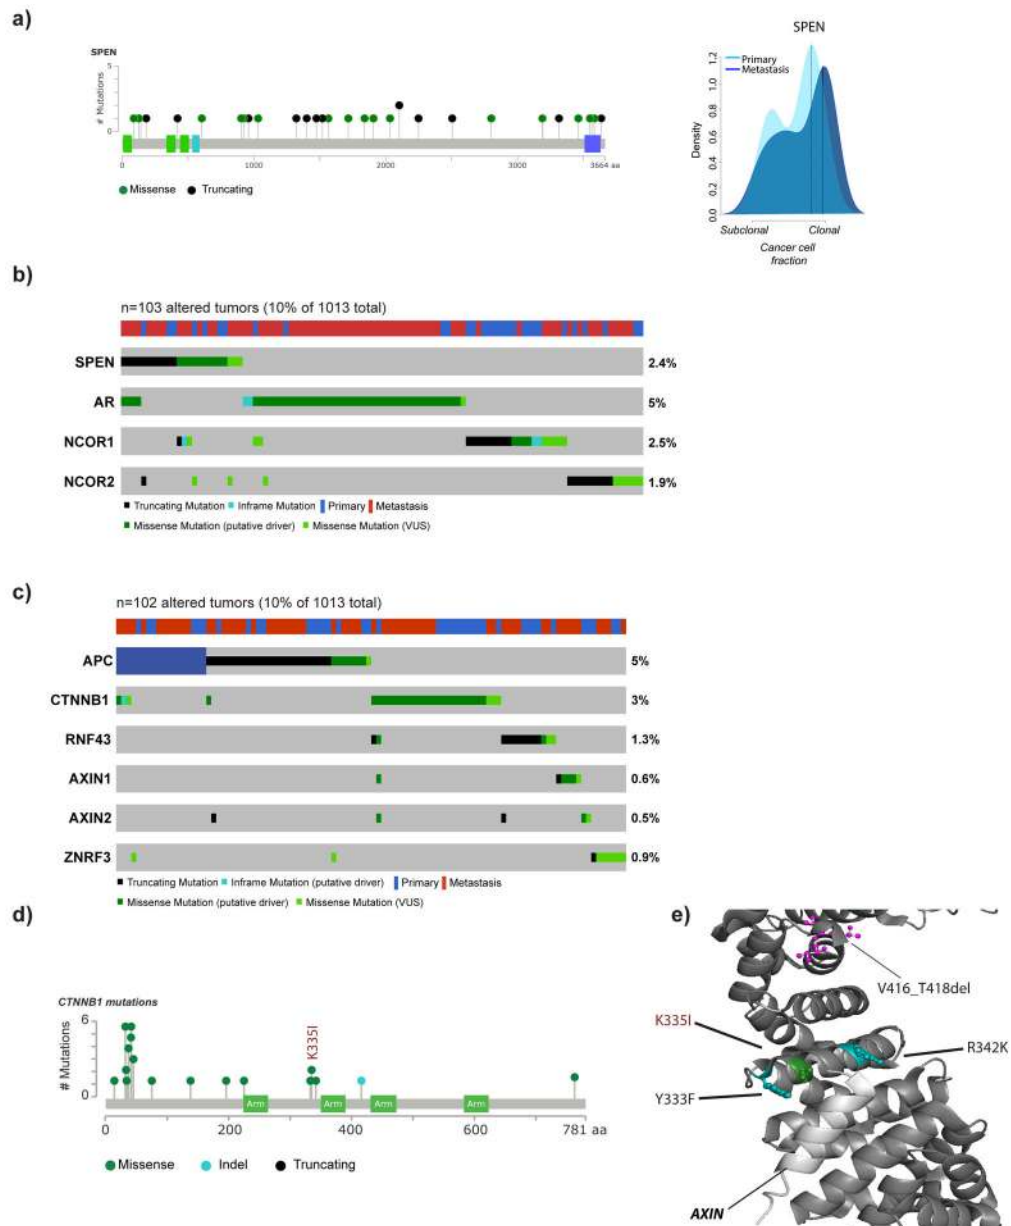 a)
SPEN
5
# Mutations
0
0 1000 2000 3000 3664 aa
Missense Truncating
SPEN
Primary
Metastasis
Density
0.0 0.2 0.4 0.6 0.8 1.0 1.2
Subclonal Clonal
Cancer cell
fraction
b)
n=103 altered tumors (10% of 1013 total)
SPEN 2.4%
AR 5%
NCOR1 2.5%
NCOR2 1.9%
Truncating Mutation Inframe Mutation Primary Metastasis
Missense Mutation (putative driver) Missense Mutation (VUS)
c)
n=102 altered tumors (10% of 1013 total)
APC 5%
CTNNB1 3%
RNF43 1.3%
AXIN1 0.6%
AXIN2 0.5%
ZNRF3 0.9%
Truncating Mutation Inframe Mutation (putative driver) Primary Metastasis
Missense Mutation (putative driver) Missense Mutation (VUS)
d)
CTNNB1 mutations
6
# Mutations
0
K335I
Arm Arm Arm Arm
0 200 400 600 781 aa
Missense Indel Truncating
e)
V416_T418del
K335I
R342K
Y333F
AXIN